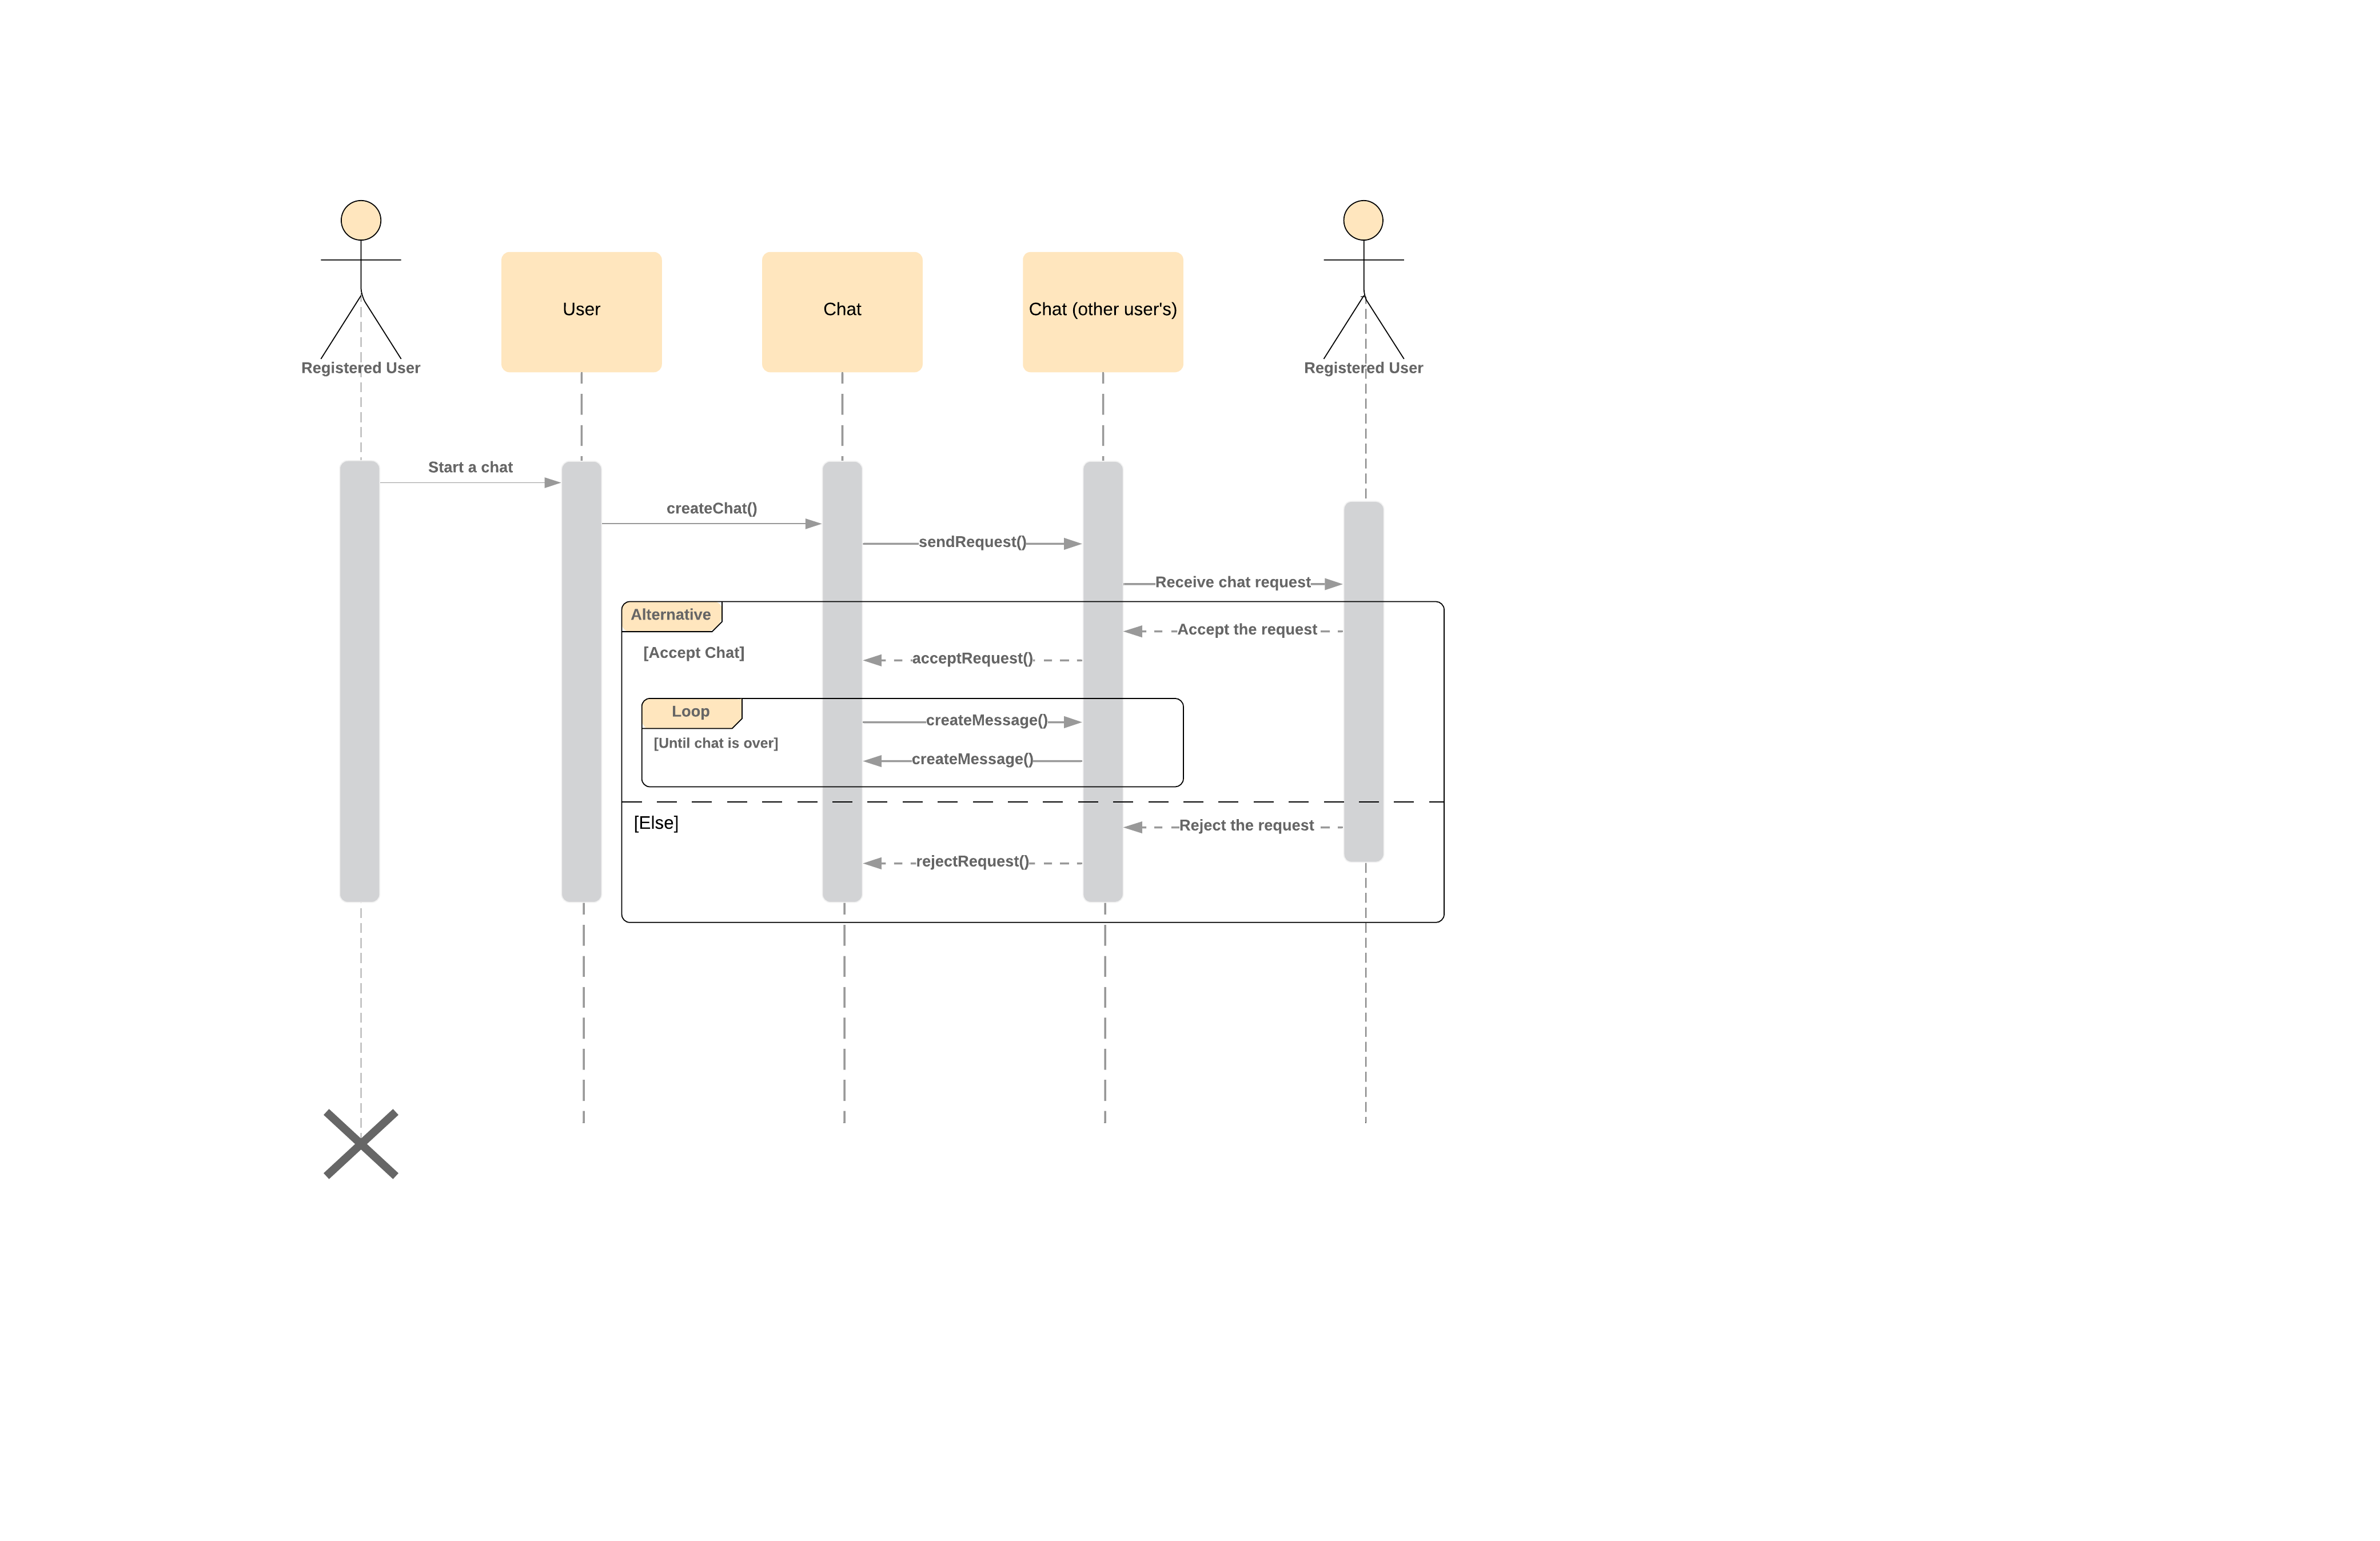 User
Chat
Chat (other user's)
Registered User
Registered User
Start a chat
createChat()
sendRequest()
Receive chat request
Alternative
Accept the request
[Accept Chat]
acceptRequest()
Loop
createMessage()
[Until chat is over]
createMessage()
[Else]
Reject the request
rejectRequest()